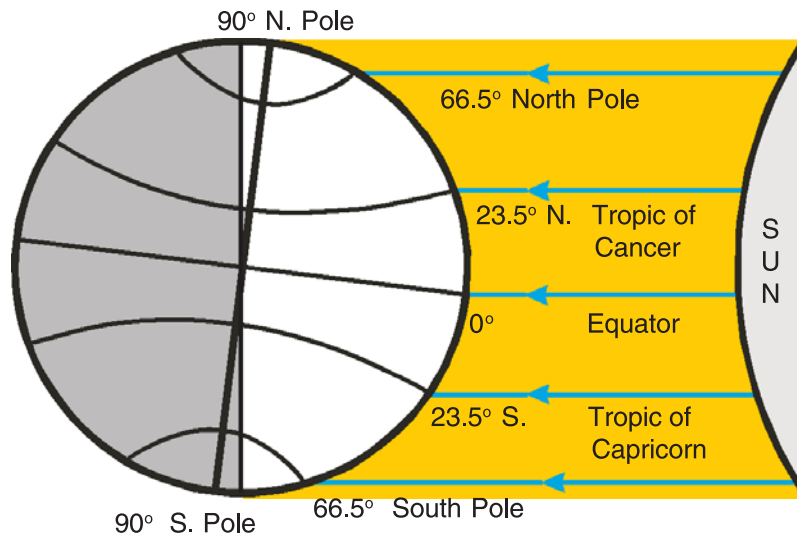 90° N. Pole
66.5° North Pole
23.5° N. Tropic of
Cancer
S
U
N
0° Equator
23.5° S. Tropic of
Capricorn
66.5° South Pole
90° S. Pole